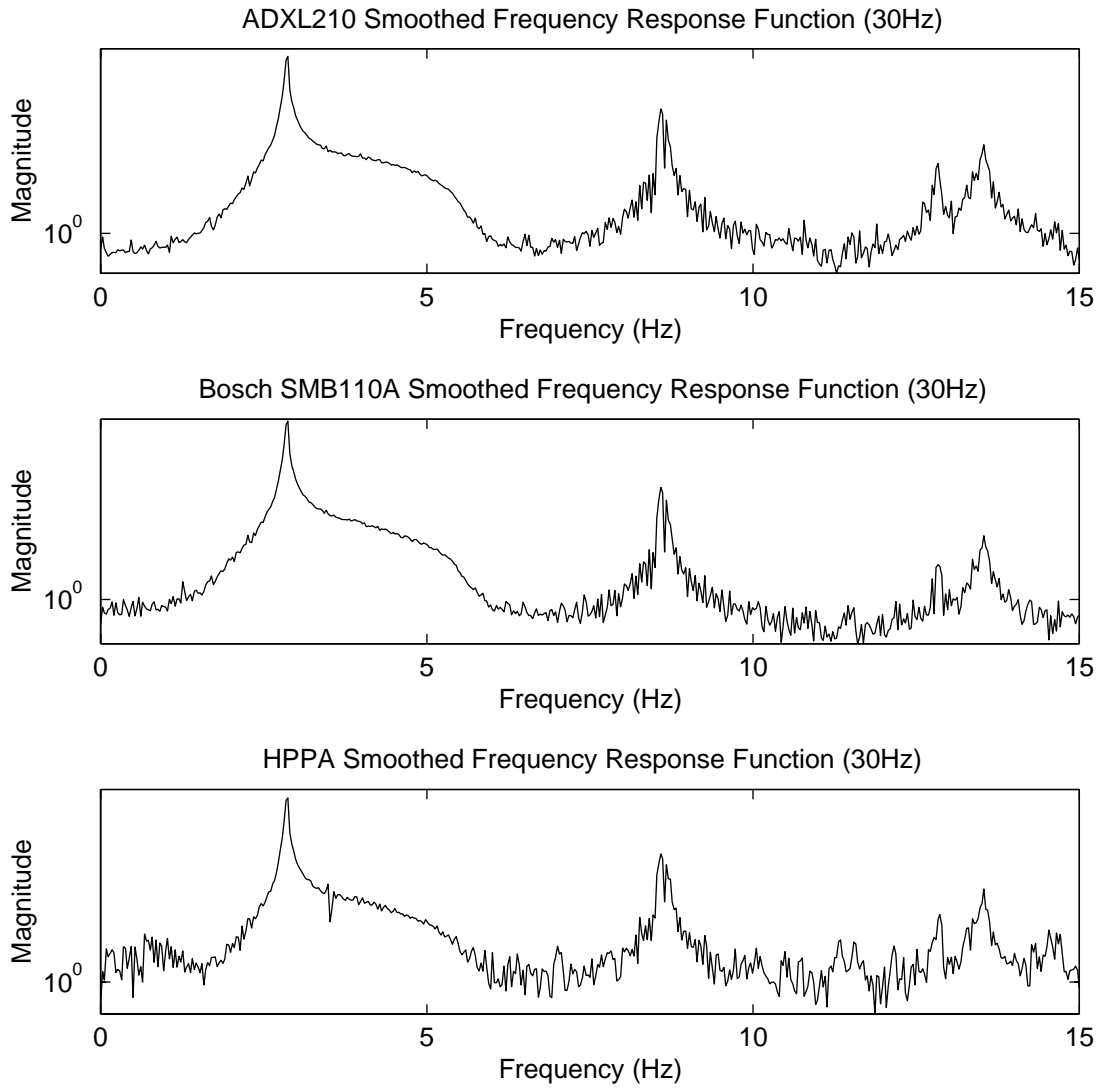 ADXL210 Smoothed Frequency Response Function (30Hz)
Magnitude
10^0
0 5 10 15
Frequency (Hz)
Bosch SMB110A Smoothed Frequency Response Function (30Hz)
Magnitude
10^0
0 5 10 15
Frequency (Hz)
HPPA Smoothed Frequency Response Function (30Hz)
Magnitude
10^0
0 5 10 15
Frequency (Hz)